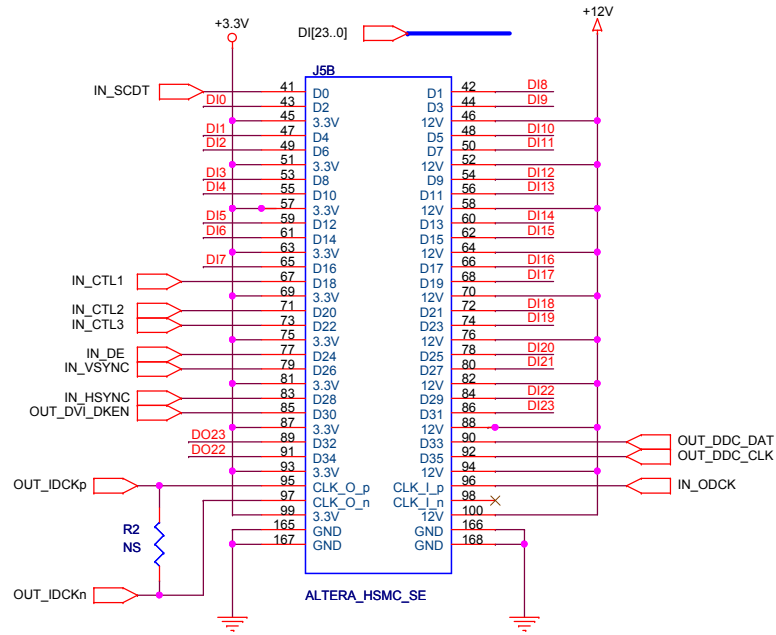 +3.3V DI[23..0] +12V
J5B
IN_SCDT 41 D0 D1 42 DI8
DI0 43 D2 D3 44 DI9
45 3.3V 12V 46
DI1 47 D4 D5 48 DI10
DI2 49 D6 D7 50 DI11
51 3.3V 12V 52
DI3 53 D8 D9 54 DI12
DI4 55 D10 D11 56 DI13
57 3.3V 12V 58
DI5 59 D12 D13 60 DI14
DI6 61 D14 D15 62 DI15
63 3.3V 12V 64
DI7 65 D16 D17 66 DI16
IN_CTL1 67 D18 D19 68 DI17
69 3.3V 12V 70
IN_CTL2 71 D20 D21 72 DI18
IN_CTL3 73 D22 D23 74 DI19
75 3.3V 12V 76
IN_DE 77 D24 D25 78 DI20
IN_VSYNC 79 D26 D27 80 DI21
81 3.3V 12V 82
IN_HSYNC 83 D28 D29 84 DI22
OUT_DVI_DKEN 85 D30 D31 86 DI23
87 3.3V 12V 88
DO23 89 D32 D33 90 OUT_DDC_DAT
DO22 91 D34 D35 92 OUT_DDC_CLK
93 3.3V 12V 94
OUT_IDCKp 95 CLK_O_p CLK_I_p 96 IN_ODCK
97 CLK_O_n CLK_I_n 98
99 3.3V 12V 100
165 GND GND 166
R2 167 GND GND 168
NS
OUT_IDCKn ALTERA_HSMC_SE